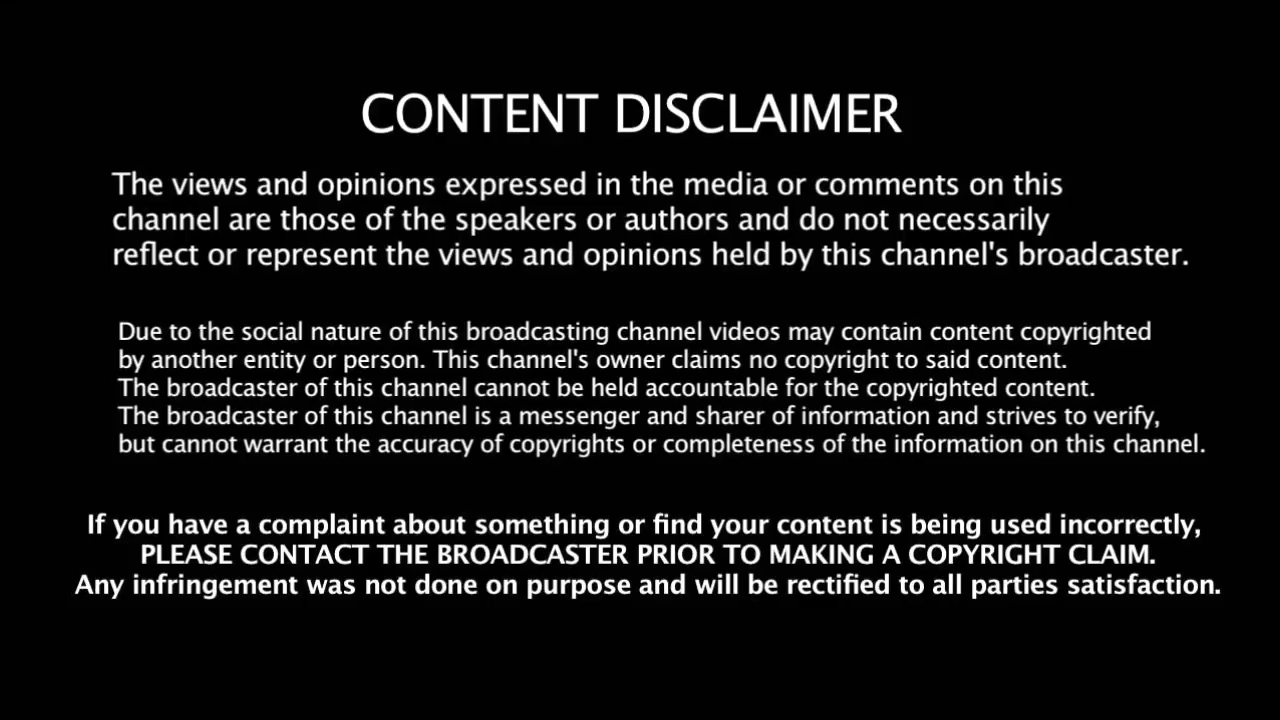 CONTENT DISCLAIMER
The views and opinions expressed in the media or comments on this
channel are those of the speakers or authors and do not necessarily
reflect or represent the views and opinions held by this channel's broadcaster.
Due to the social nature of this broadcasting channel videos may contain content copyrighted
by another entity or person. This channel's owner claims no copyright to said content.
The broadcaster of this channel cannot be held accountable for the copyrighted content.
The broadcaster of this channel is a messenger and sharer of information and strives to verify,
but cannot warrant the accuracy of copyrights or completeness of the information on this channel.
If you have a complaint about something or find your content is being used incorrectly,
PLEASE CONTACT THE BROADCASTER PRIOR TO MAKING A COPYRIGHT CLAIM.
Any infringement was not done on purpose and will be rectified to all parties satisfaction.